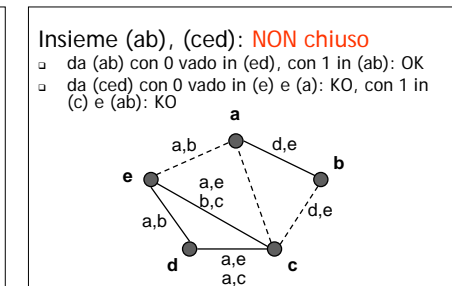 Insieme (ab), (ced): NON chiuso
da (ab) con 0 vado in (ed), con 1 in (ab): OK
da (ced) con 0 vado in (e) e (a): KO, con 1 in
(c) e (ab): KO
a
a,b
d,e
b
e
a,e
b,c
d,e
a,b
d
a,e
a,c
c